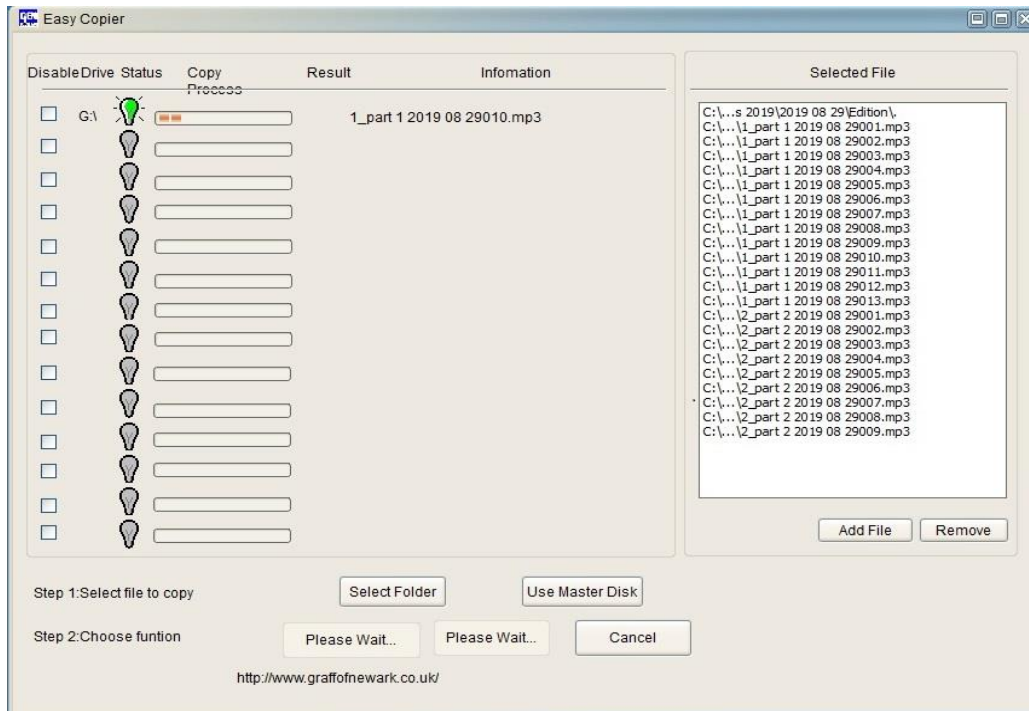 Easy Copier
Disable Drive Status Copy Process Result Infomation
G:\ 1_part 1 2019 08 29010.mp3
Selected File
C:\...s 2019\2019 08 29\Edition\.
C:\...\1_part 1 2019 08 29001.mp3
C:\...\1_part 1 2019 08 29002.mp3
C:\...\1_part 1 2019 08 29003.mp3
C:\...\1_part 1 2019 08 29004.mp3
C:\...\1_part 1 2019 08 29005.mp3
C:\...\1_part 1 2019 08 29006.mp3
C:\...\1_part 1 2019 08 29007.mp3
C:\...\1_part 1 2019 08 29008.mp3
C:\...\1_part 1 2019 08 29009.mp3
C:\...\1_part 1 2019 08 29010.mp3
C:\...\1_part 1 2019 08 29011.mp3
C:\...\1_part 1 2019 08 29012.mp3
C:\...\1_part 1 2019 08 29013.mp3
C:\...\2_part 2 2019 08 29001.mp3
C:\...\2_part 2 2019 08 29002.mp3
C:\...\2_part 2 2019 08 29003.mp3
C:\...\2_part 2 2019 08 29004.mp3
C:\...\2_part 2 2019 08 29005.mp3
C:\...\2_part 2 2019 08 29006.mp3
C:\...\2_part 2 2019 08 29007.mp3
C:\...\2_part 2 2019 08 29008.mp3
C:\...\2_part 2 2019 08 29009.mp3
Add File Remove
Step 1:Select file to copy Select Folder Use Master Disk
Step 2:Choose funtion Please Wait... Please Wait... Cancel
http://www.graffofnewark.co.uk/